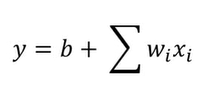 y = b + ∑ wᵢxᵢ